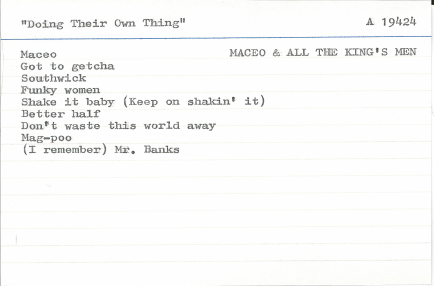 "Doing Their Own Thing" A 19424
Maceo MACEO & ALL THE KING'S MEN
Got to getcha
Southwick
Funky women
Shake it baby (Keep on shakin' it)
Better half
Don't waste this world away
Mag-poo
(I remember) Mr. Banks